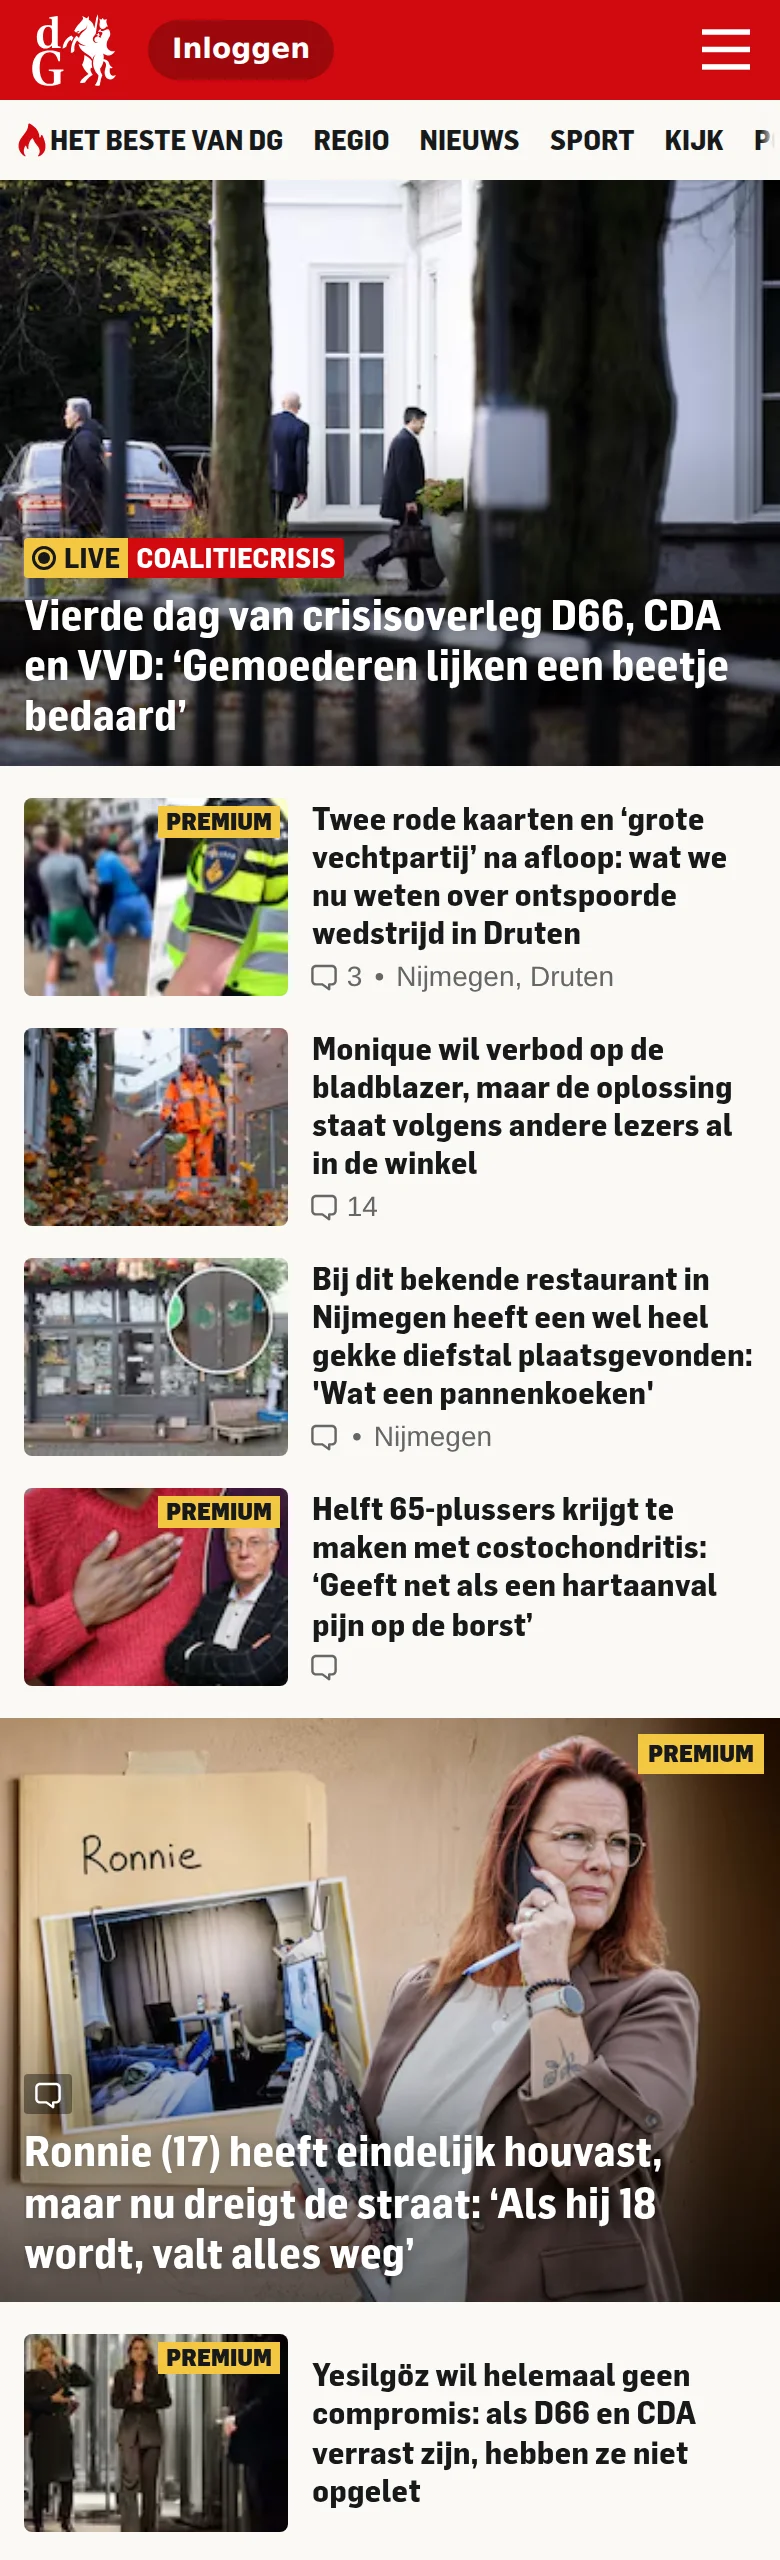 dG
Inloggen
HET BESTE VAN DG REGIO NIEUWS SPORT KIJK
LIVE COALITIECRISIS
Vierde dag van crisisoverleg D66, CDA
en VVD: ‘Gemoederen lijken een beetje
bedaard’
PREMIUM
Twee rode kaarten en ‘grote
vechtpartij’ na afloop: wat we
nu weten over ontspoorde
wedstrijd in Druten
3 • Nijmegen, Druten
Monique wil verbod op de
bladblazer, maar de oplossing
staat volgens andere lezers al
in de winkel
14
Bij dit bekende restaurant in
Nijmegen heeft een wel heel
gekke diefstal plaatsgevonden:
'Wat een pannenkoeken'
• Nijmegen
PREMIUM
Helft 65-plussers krijgt te
maken met costochondritis:
‘Geeft net als een hartaanval
pijn op de borst’
PREMIUM
Ronnie
Ronnie (17) heeft eindelijk houvast,
maar nu dreigt de straat: ‘Als hij 18
wordt, valt alles weg’
PREMIUM
Yesilgöz wil helemaal geen
compromis: als D66 en CDA
verrast zijn, hebben ze niet
opgelet